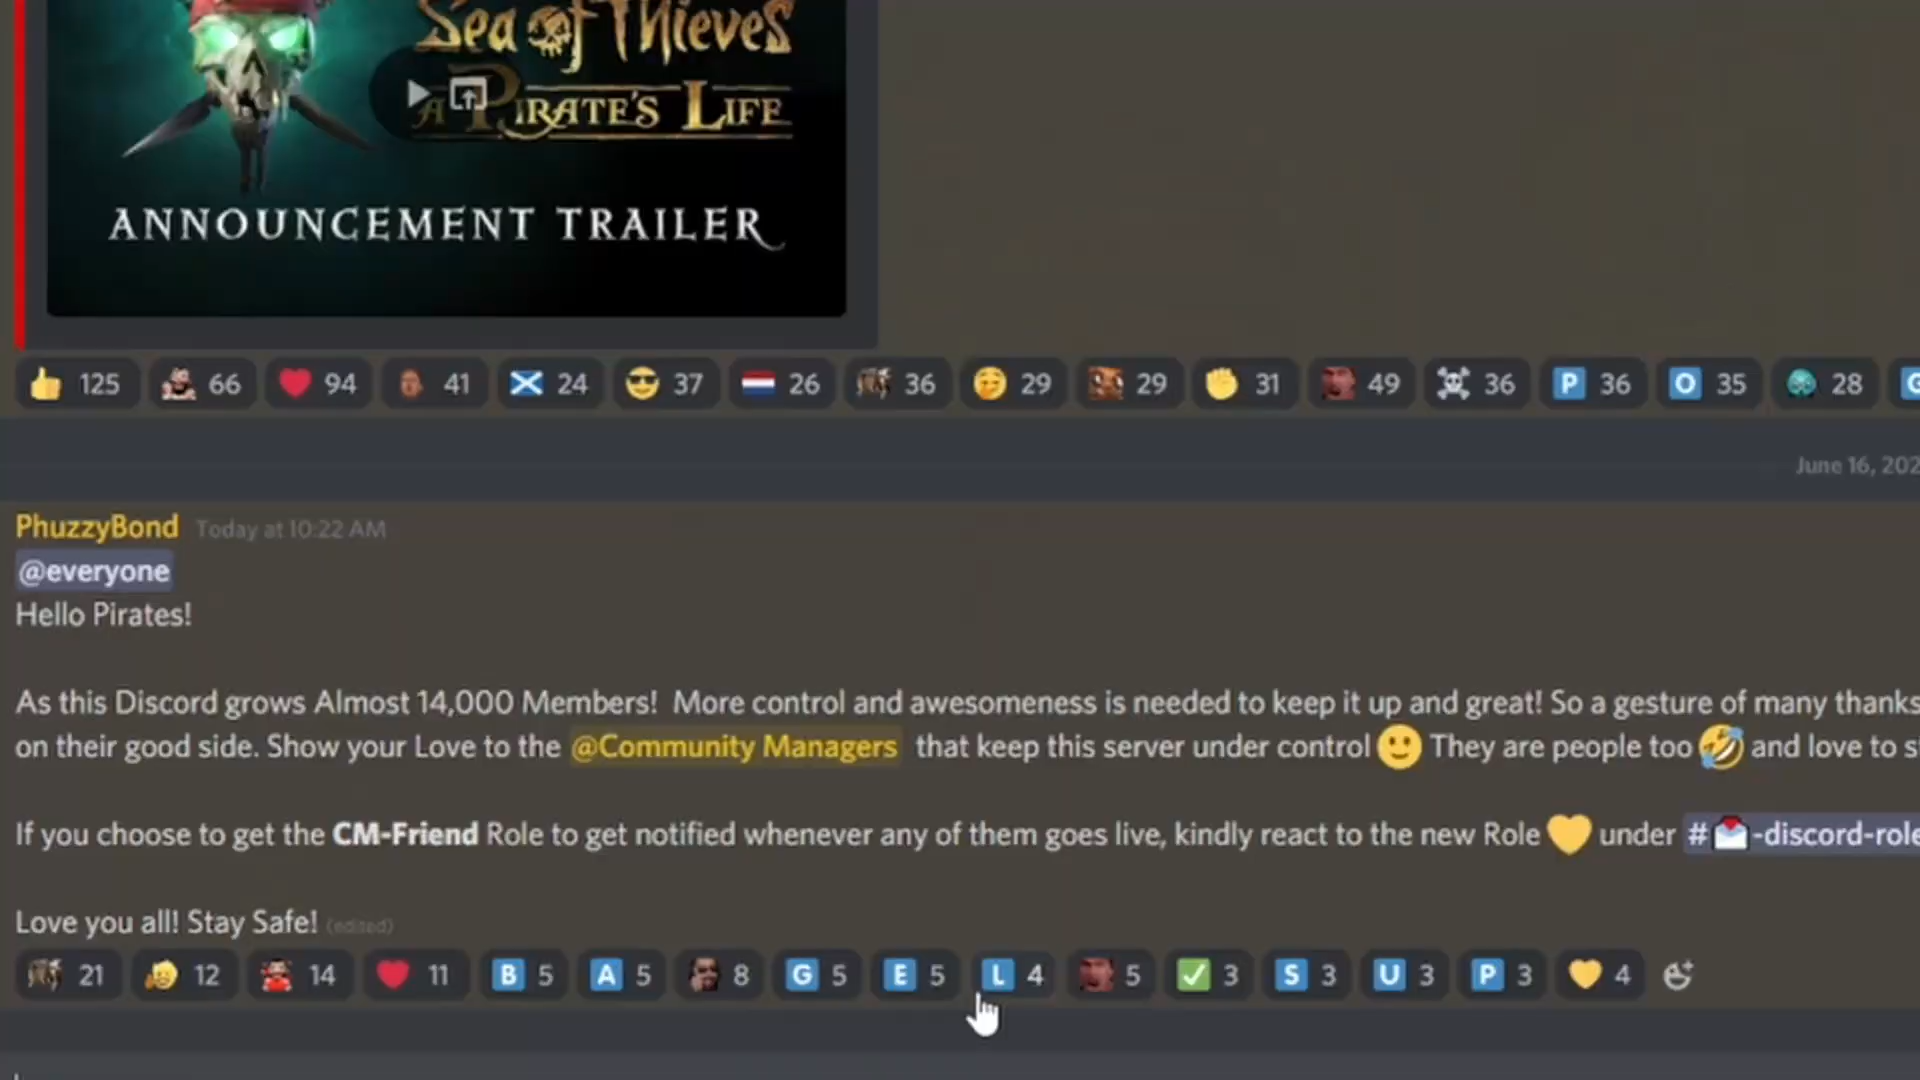 Sea of Thieves
A PIRATE'S LIFE
ANNOUNCEMENT TRAILER
125 66 94 41 24 37 26 36 29 29 31 49 36 P 36 O 35 28
June 16, 202
PhuzzyBond Today at 10:22 AM
@everyone
Hello Pirates!
As this Discord grows Almost 14,000 Members! More control and awesomeness is needed to keep it up and great! So a gesture of many thanks
on their good side. Show your Love to the @Community Managers that keep this server under control They are people too and love to s
If you choose to get the CM-Friend Role to get notified whenever any of them goes live, kindly react to the new Role under # -discord-role
Love you all! Stay Safe! (edited)
21 12 14 11 B 5 A 5 8 G 5 E 5 L 4 5 3 S 3 U 3 P 3 4